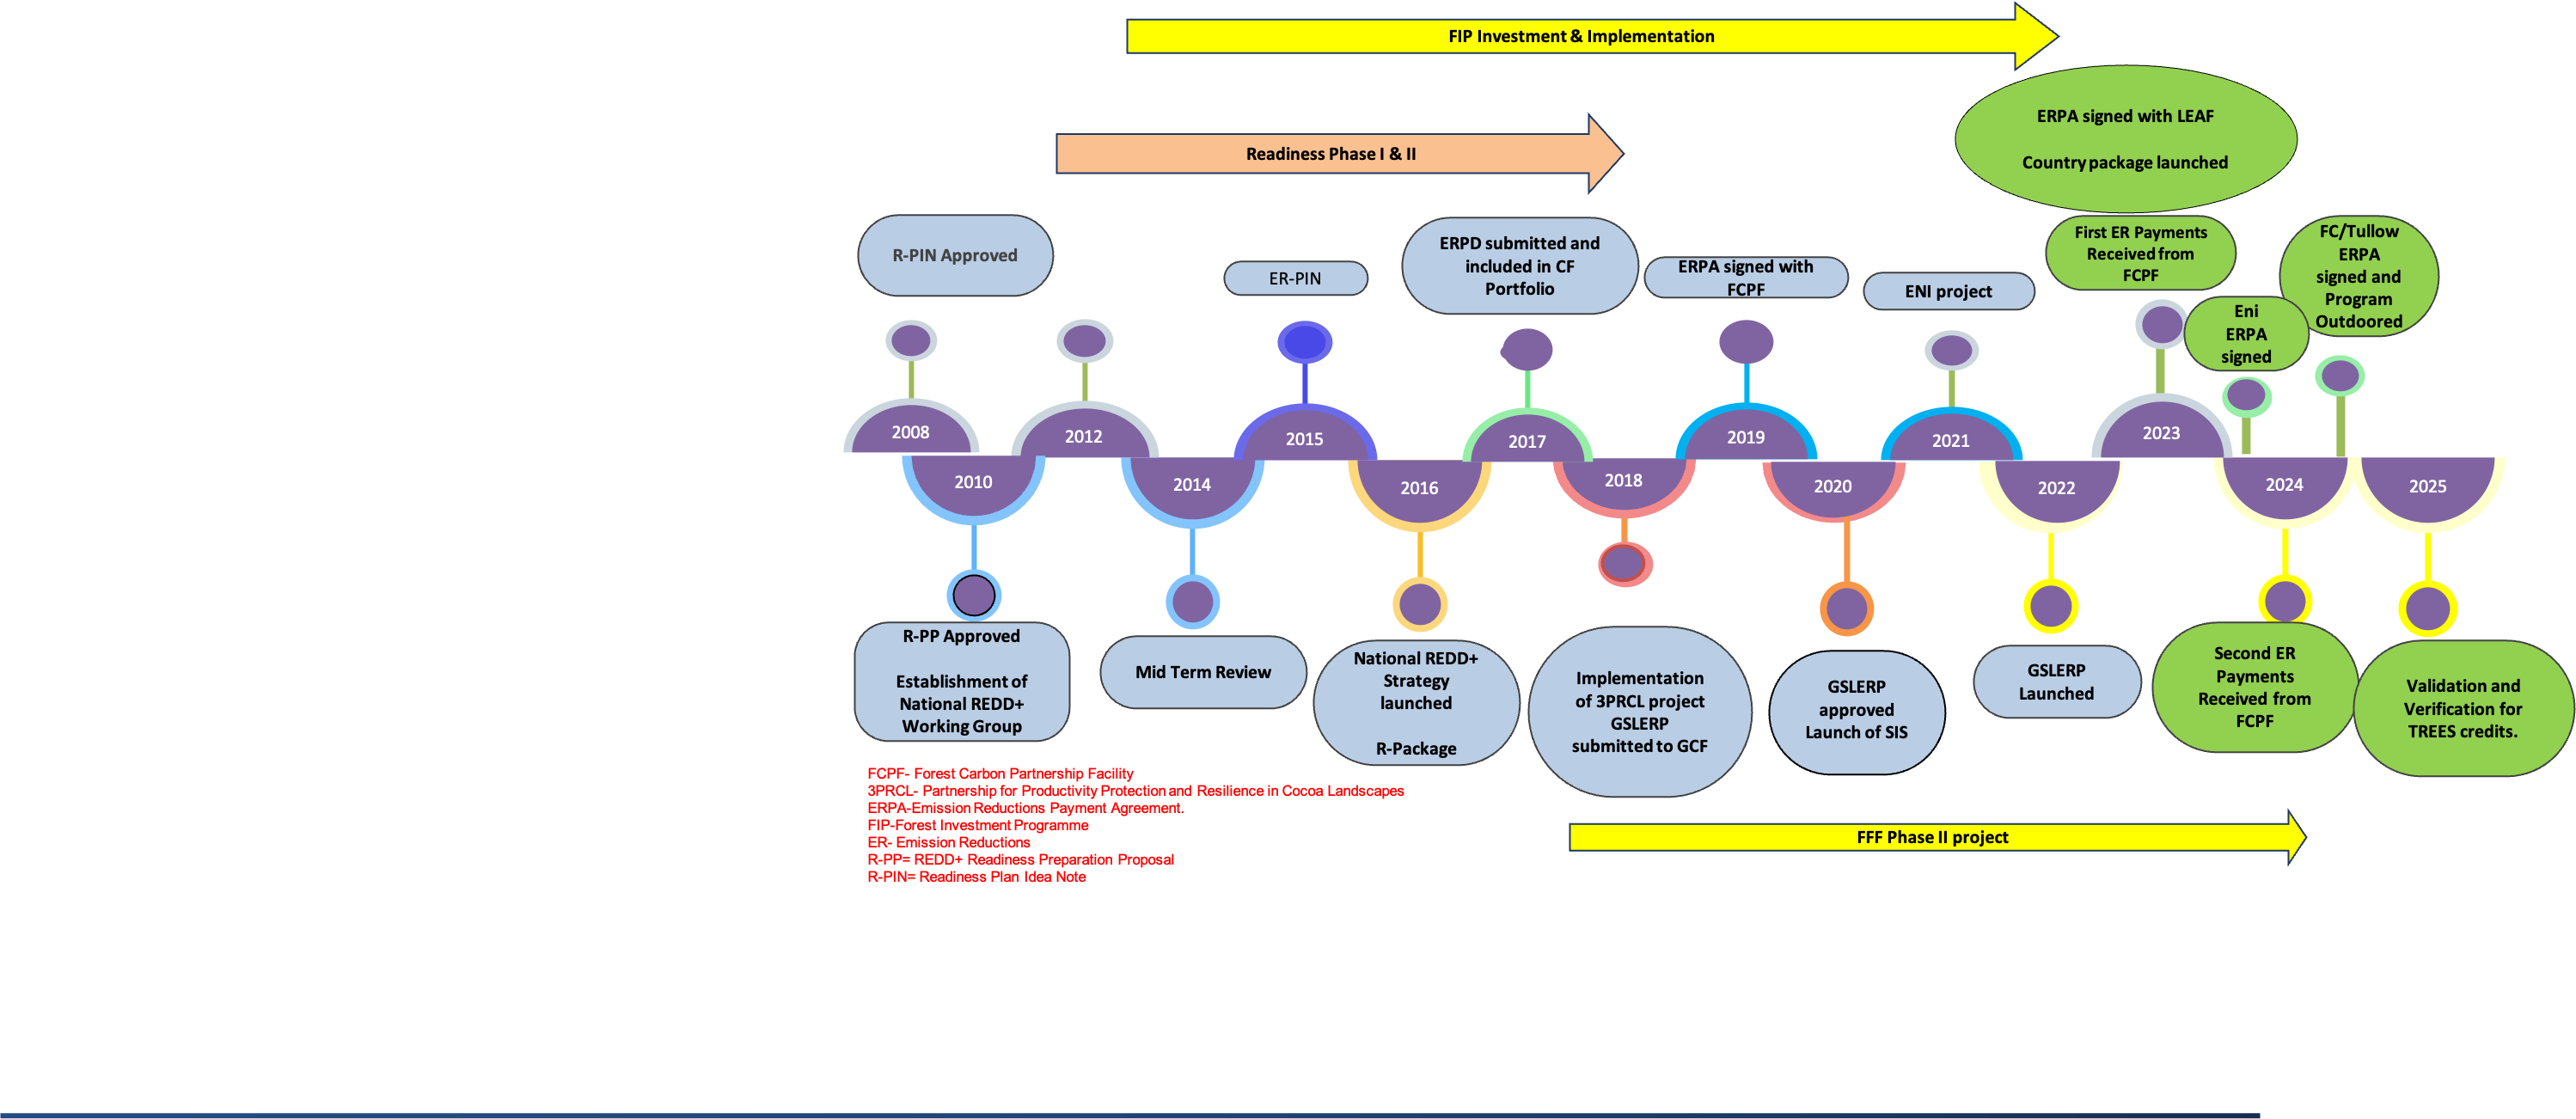 FIP Investment & Implementation
ERPA signed with LEAF
Country package launched
Readiness Phase I & II
R-PIN Approved
ER-PIN
ERPD submitted and
included in CF
Portfolio
ERPA signed with
FCPF
ENI project
First ER Payments
Received from
FCPF
Eni
ERPA
signed
FC/Tullow
ERPA
signed and
Program
Outdoored
2008
2010
2012
2014
2015
2016
2017
2018
2019
2020
2021
2022
2023
2024
2025
R-PP Approved
Establishment of
National REDD+
Working Group
Mid Term Review
National REDD+
Strategy
launched
R-Package
Implementation
of 3PRCL project
GSLERP
submitted to GCF
GSLERP
approved
Launch of SIS
GSLERP
Launched
Second ER
Payments
Received from
FCPF
Validation and
Verification for
TREES credits.
FCPF- Forest Carbon Partnership Facility
3PRCL- Partnership for Productivity Protection and Resilience in Cocoa Landscapes
ERPA-Emission Reductions Payment Agreement.
FIP-Forest Investment Programme
ER- Emission Reductions
R-PP= REDD+ Readiness Preparation Proposal
R-PIN= Readiness Plan Idea Note
FFF Phase II project